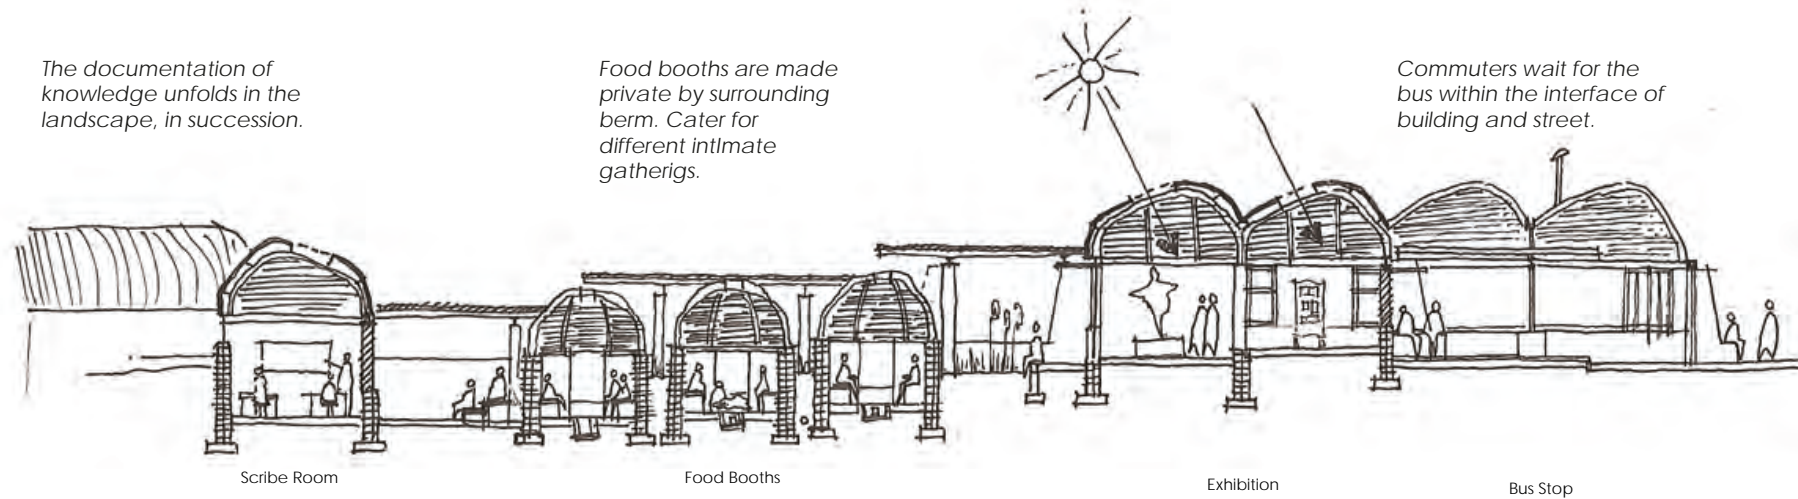 The documentation of
knowledge unfolds in the
landscape, in succession.
Food booths are made
private by surrounding
berm. Cater for
different intImate
gatherigs.
Commuters wait for the
bus within the interface of
building and street.
Scribe Room
Food Booths
Exhibition
Bus Stop